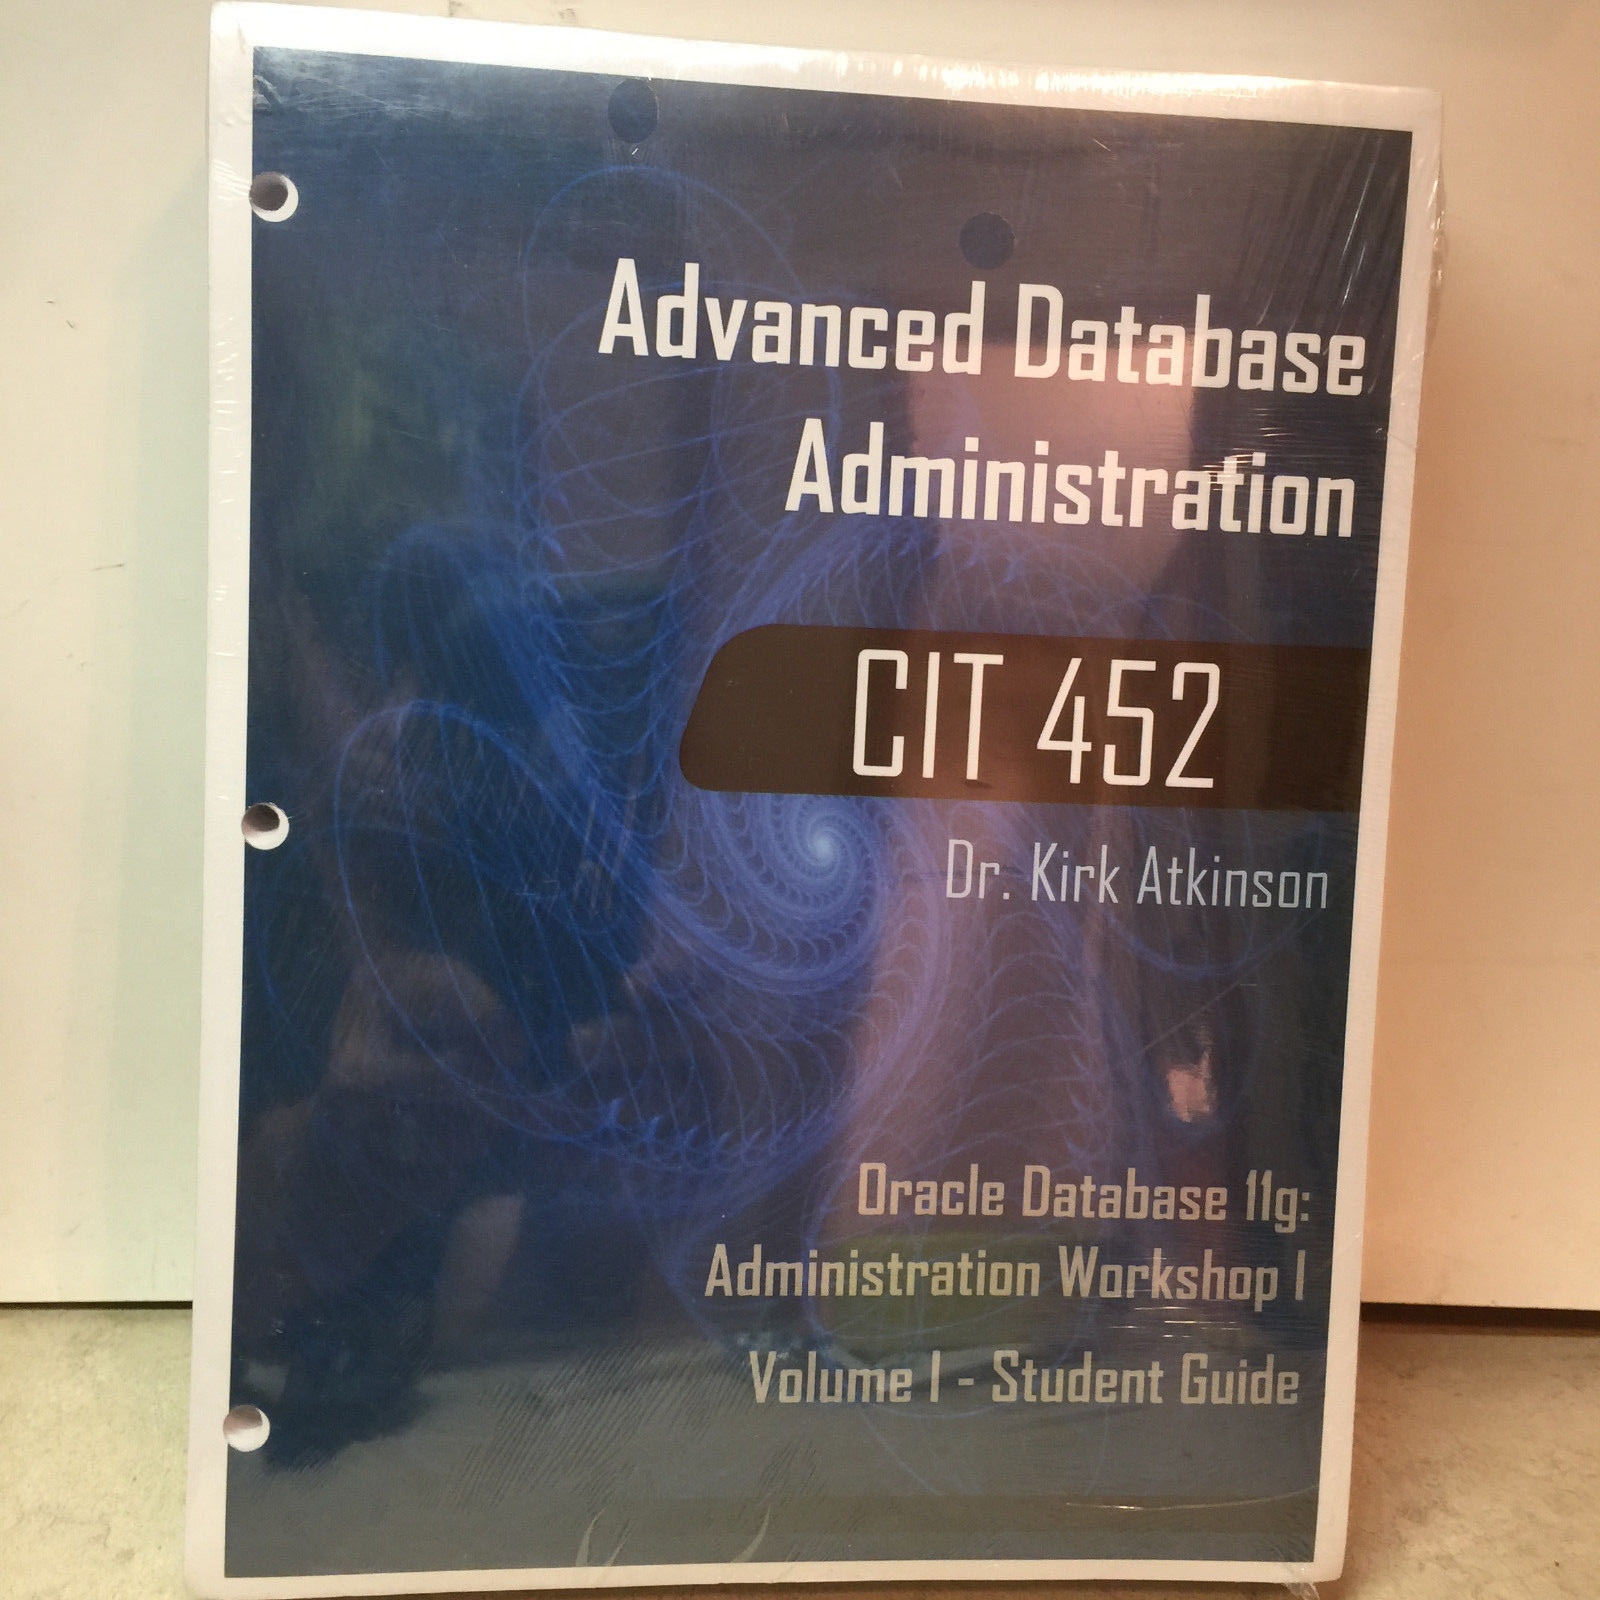 Advanced Database
Administration
CIT 452
Dr. Kirk Atkinson
Oracle Database 11g:
Administration Workshop I
Volume I - Student Guide